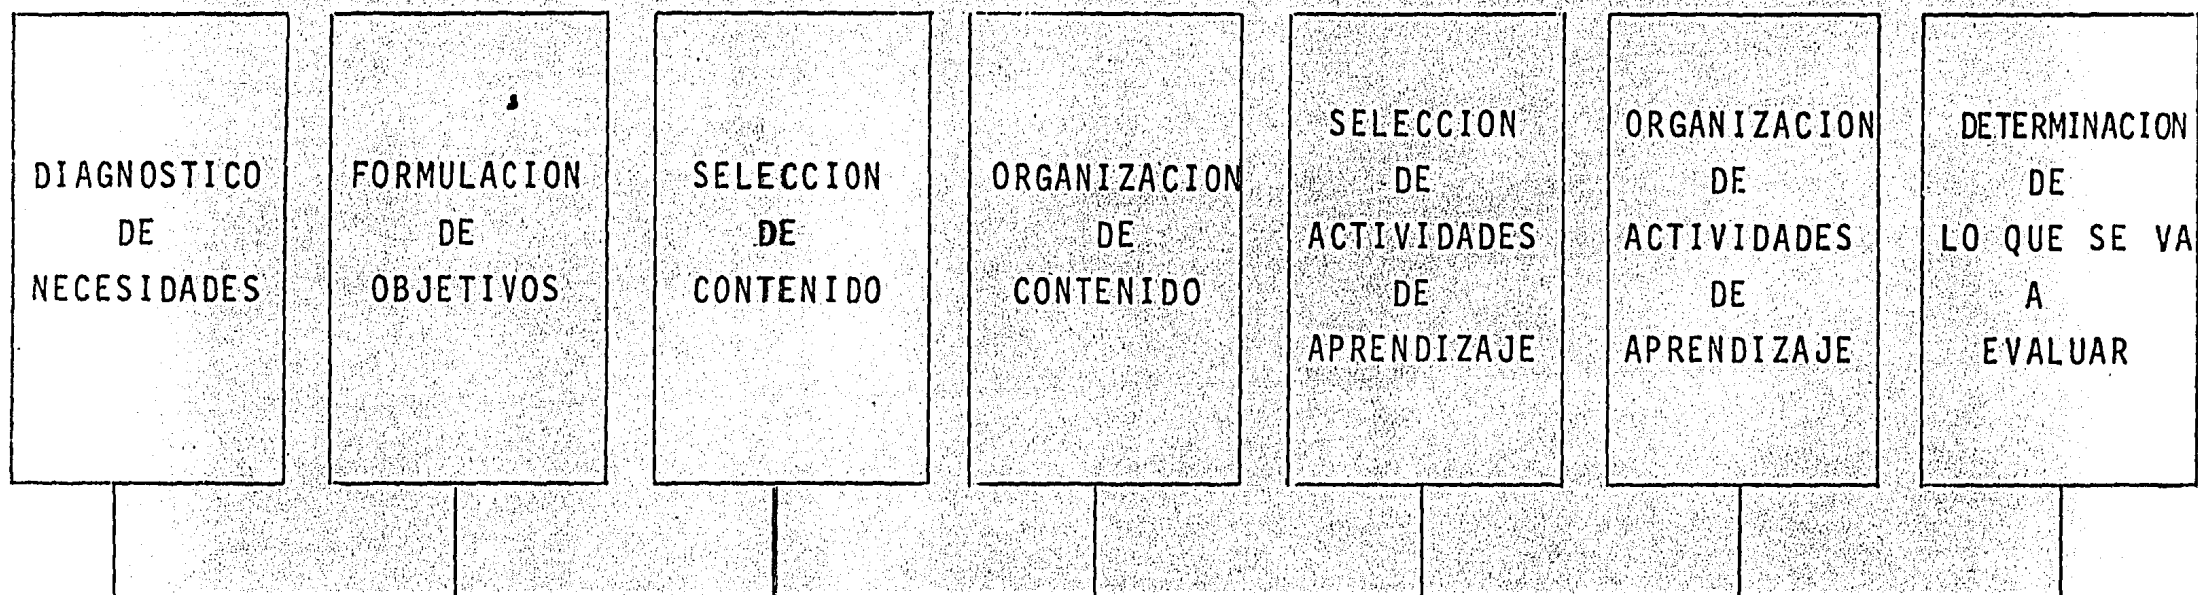 DIAGNOSTICO
DE
NECESIDADES
FORMULACION
DE
OBJETIVOS
SELECCION
DE
CONTENIDO
ORGANIZACION
DE
CONTENIDO
SELECCION
DE
ACTIVIDADES
DE
APRENDIZAJE
ORGANIZACION
DE
ACTIVIDADES
DE
APRENDIZAJE
DETERMINACION
DE
LO QUE SE VA
A
EVALUAR